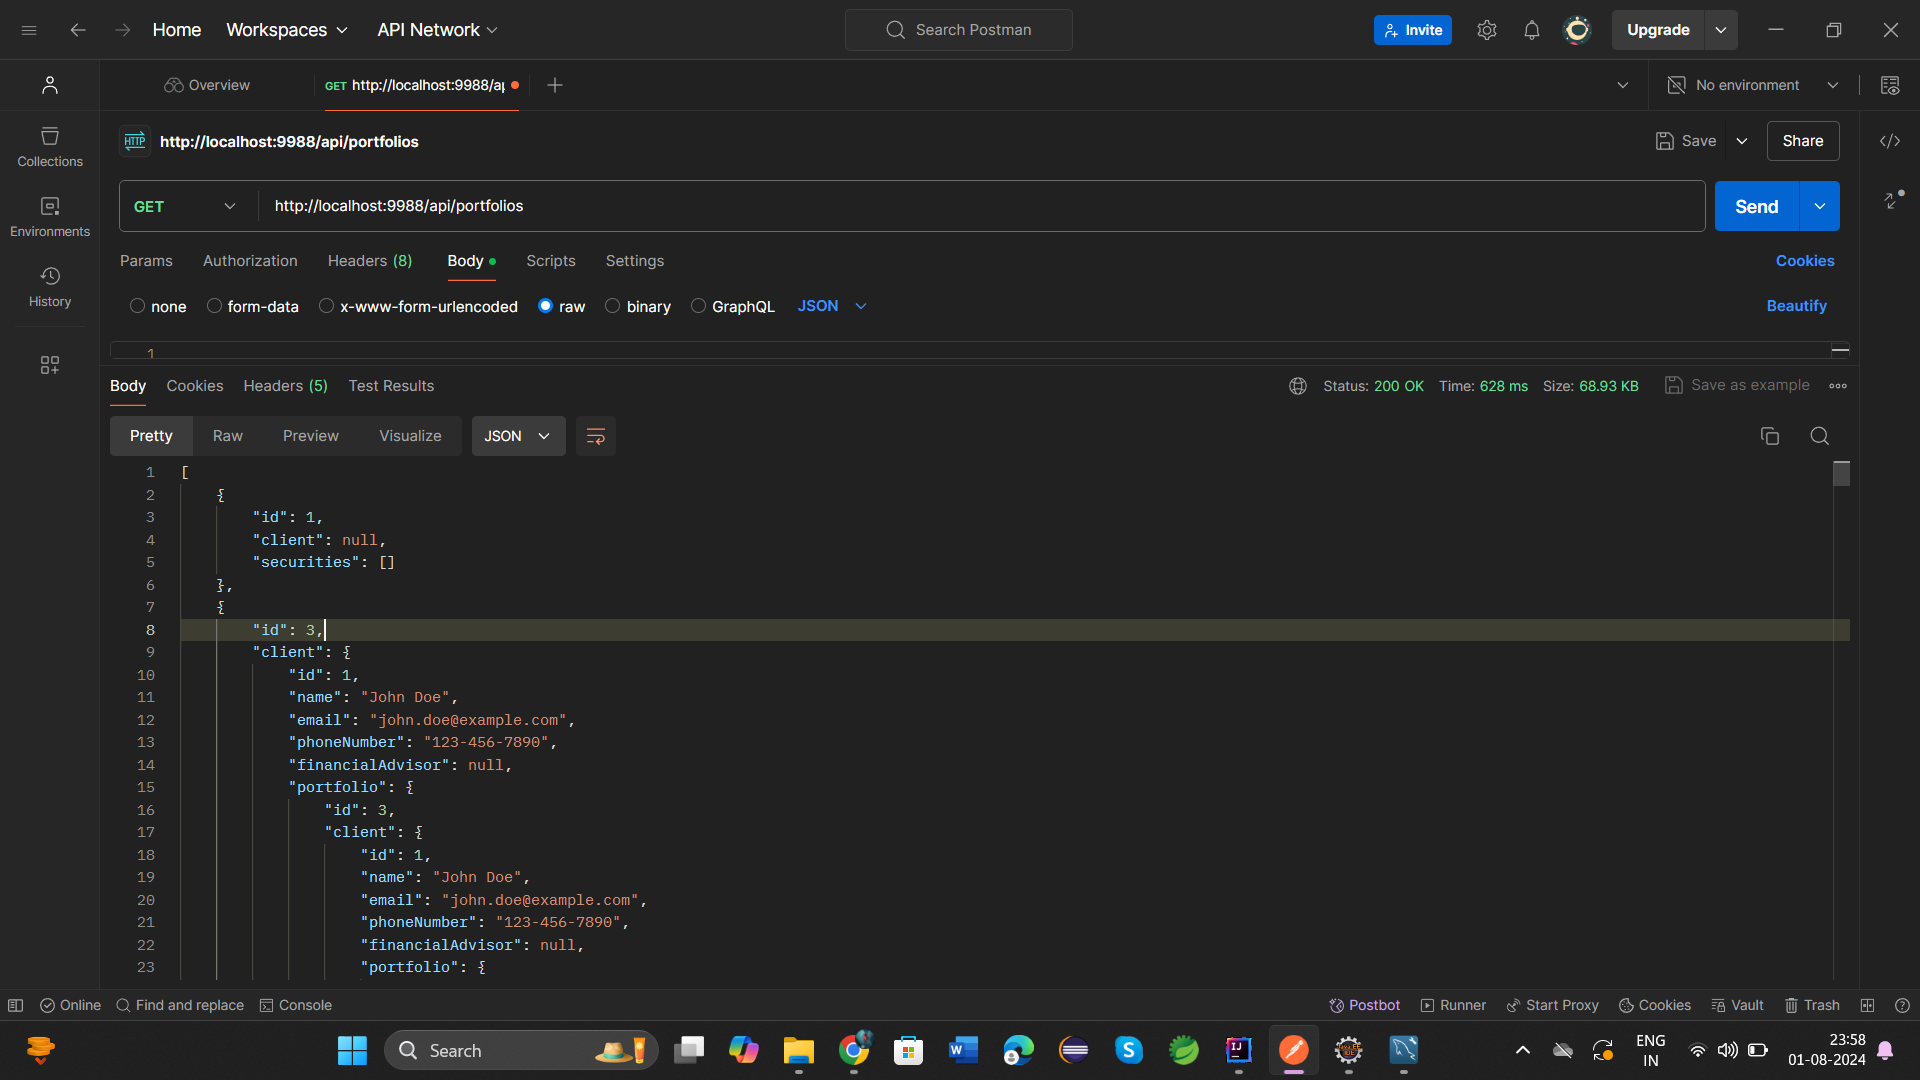 Home Workspaces API Network Search Postman Invite Upgrade
Overview GET http://localhost:9988/ap No environment
HTTP http://localhost:9988/api/portfolios Save Share
GET http://localhost:9988/api/portfolios Send
Params Authorization Headers (8) Body Scripts Settings Cookies
none form-data x-www-form-urlencoded raw binary GraphQL JSON Beautify
1
Collections
Environments
History
Body Cookies Headers (5) Test Results Status: 200 OK Time: 628 ms Size: 68.93 KB Save as example
Pretty Raw Preview Visualize JSON
1 [
2 {
3 "id": 1,
4 "client": null,
5 "securities": []
6 },
7 {
8 "id": 3,
9 "client": {
10 "id": 1,
11 "name": "John Doe",
12 "email": "john.doe@example.com",
13 "phoneNumber": "123-456-7890",
14 "financialAdvisor": null,
15 "portfolio": {
16 "id": 3,
17 "client": {
18 "id": 1,
19 "name": "John Doe",
20 "email": "john.doe@example.com",
21 "phoneNumber": "123-456-7890",
22 "financialAdvisor": null,
23 "portfolio": {
Online Find and replace Console Postbot Runner Start Proxy Cookies Vault Trash
Search ENG IN 23:58
01-08-2024